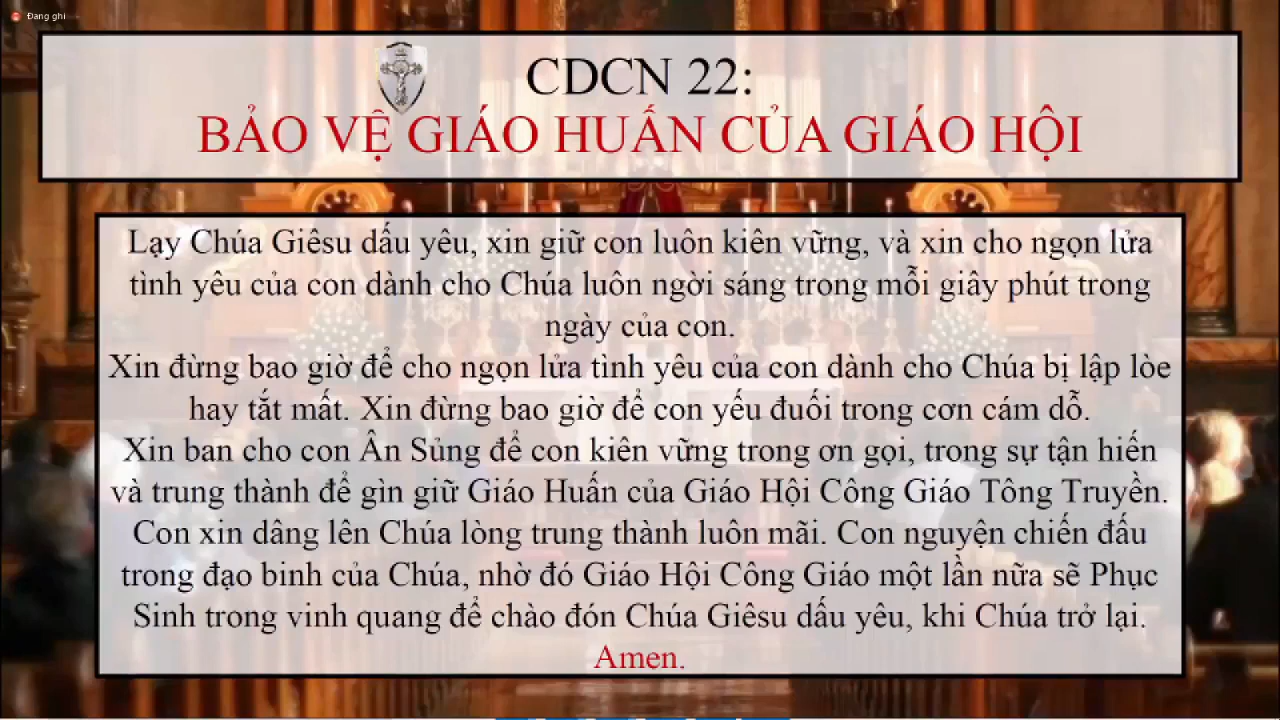 Đang ghi
CDCN 22:
BẢO VỆ GIÁO HUẤN CỦA GIÁO HỘI
Lạy Chúa Giêsu dấu yêu, xin giữ con luôn kiên vững, và xin cho ngọn lửa
tình yêu của con dành cho Chúa luôn ngời sáng trong mỗi giây phút trong
ngày của con.
Xin đừng bao giờ để cho ngọn lửa tình yêu của con dành cho Chúa bị lập lòe
hay tắt mất. Xin đừng bao giờ để con yếu đuối trong cơn cám dỗ.
Xin ban cho con Ân Sủng để con kiên vững trong ơn gọi, trong sự tận hiến
và trung thành để gìn giữ Giáo Huấn của Giáo Hội Công Giáo Tông Truyền.
Con xin dâng lên Chúa lòng trung thành luôn mãi. Con nguyện chiến đấu
trong đạo binh của Chúa, nhờ đó Giáo Hội Công Giáo một lần nữa sẽ Phục
Sinh trong vinh quang để chào đón Chúa Giêsu dấu yêu, khi Chúa trở lại.
Amen.